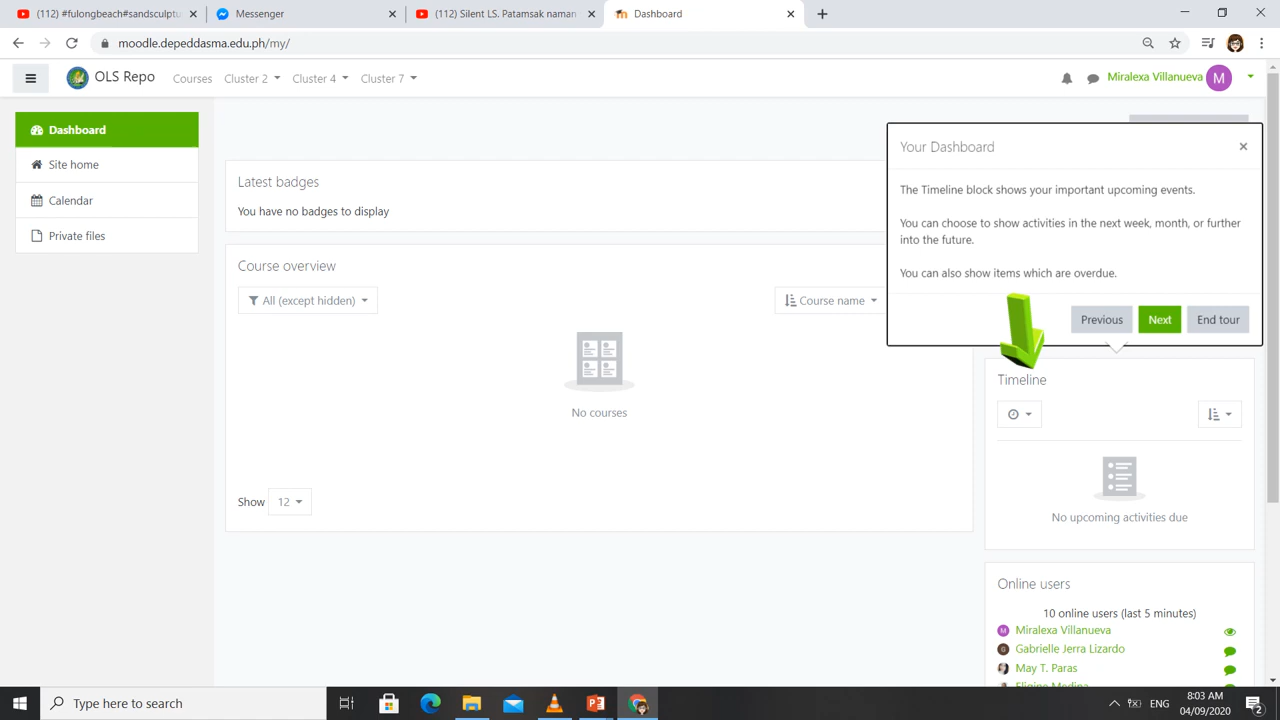 (112) #fulongbeach#sandsculptu
Messenger
(112) Silent LS. Patamsak naman
Dashboard
moodle.depeddasma.edu.ph/my/
OLS Repo
Courses
Cluster 2
Cluster 4
Cluster 7
Miralexa Villanueva
M
Dashboard
Site home
Calendar
Private files
Latest badges
You have no badges to display
Course overview
All (except hidden)
Course name
No courses
Show 12
Your Dashboard
The Timeline block shows your important upcoming events.
You can choose to show activities in the next week, month, or further
into the future.
You can also show items which are overdue.
Previous
Next
End tour
Timeline
No upcoming activities due
Online users
10 online users (last 5 minutes)
M Miralexa Villanueva
G Gabrielle Jerra Lizardo
May T. Paras
Type here to search
ENG
8:03 AM
04/09/2020
2